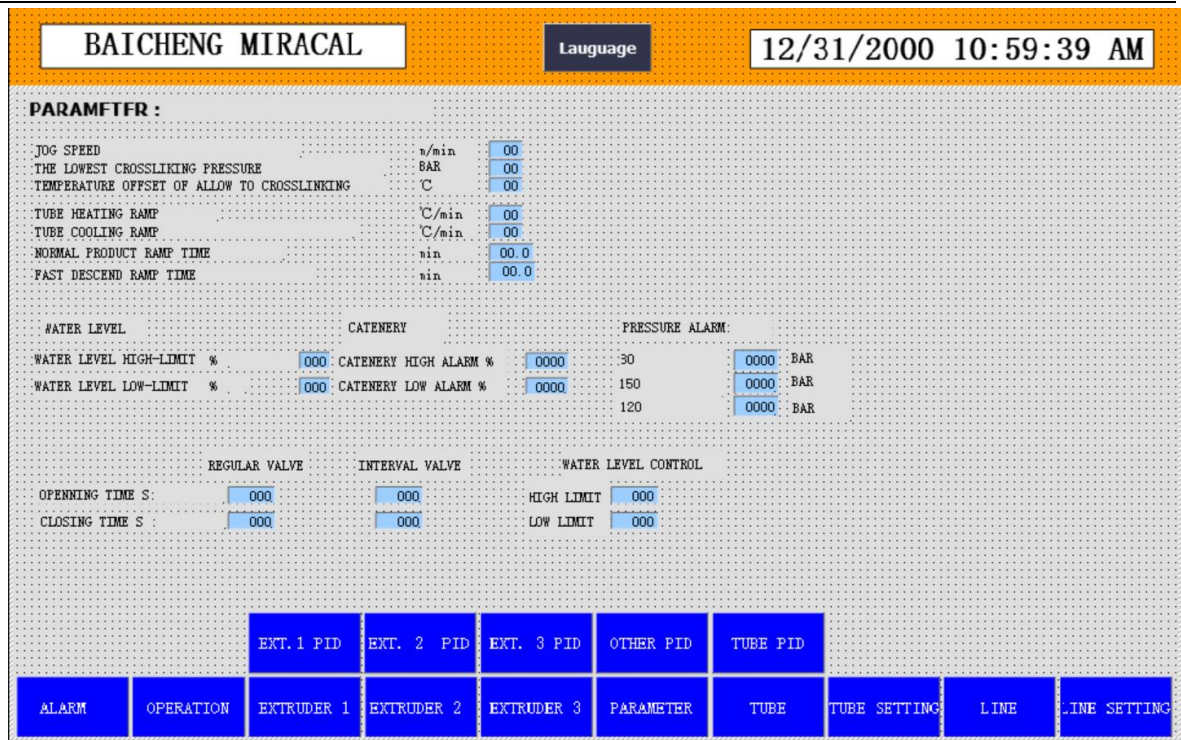 BAICHENG MIRACAL Lauguage 12/31/2000 10:59:39 AM
PARAMETER :
JOG SPEED m/min 00
THE LOWEST CROSSLIKING PRESSURE BAR 00
TEMPERATURE OFFSET OF ALLOW TO CROSSLINKING ℃ 00
TUBE HEATING RAMP ℃/min 00
TUBE COOLING RAMP ℃/min 00
NORMAL PRODUCT RAMP TIME min 00.0
FAST DESCEND RAMP TIME min 00.0
WATER LEVEL CATENERY PRESSURE ALARM:
WATER LEVEL HIGH-LIMIT % 000 CATENERY HIGH ALARM % 0000 30 0000 BAR
WATER LEVEL LOW-LIMIT % 000 CATENERY LOW ALARM % 0000 150 0000 BAR
120 0000 BAR
REGULAR VALVE INTERVAL VALVE WATER LEVEL CONTROL
OPENNING TIME S: 000 000 HIGH LIMIT 000
CLOSING TIME S : 000 000 LOW LIMIT 000
EXT.1 PID EXT. 2 PID EXT. 3 PID OTHER PID TUBE PID
ALARM OPERATION EXTRUDER 1 EXTRUDER 2 EXTRUDER 3 PARAMETER TUBE TUBE SETTING LINE LINE SETTING